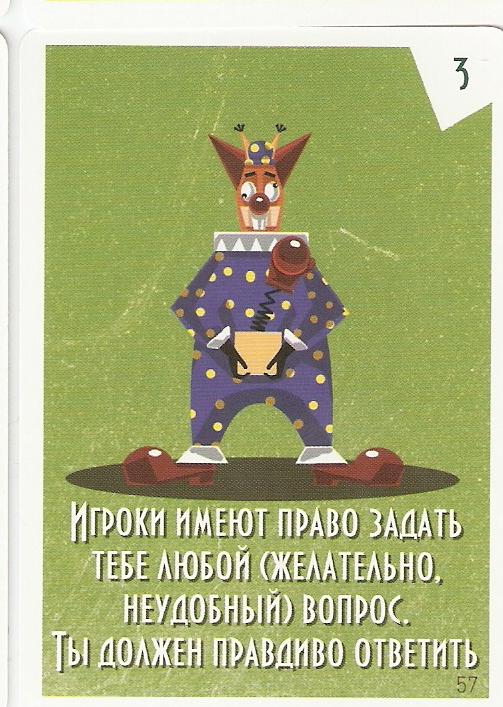 3
Игроки имеют право задать
тебе любой (желательно,
неудобный) вопрос.
Ты должен правдиво ответить
57